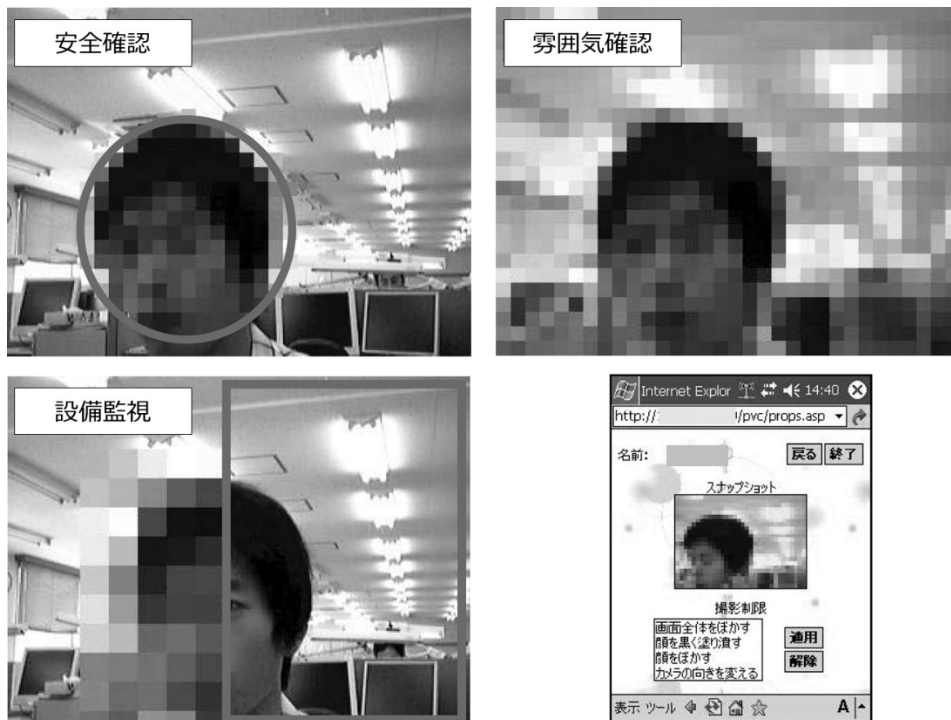 安全確認
雰囲気確認
設備監視
Internet Explor 14:40
http:// /pvc/props.asp
名前:
戻る 終了
スナップショット
撮影制限
画面全体をぼかす
顔を黒く塗り潰す
顔をぼかす
カメラの向きを変える
適用
解除
表示 ツール
A